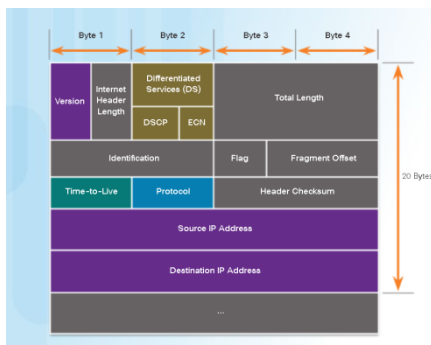 Byte 1 Byte 2 Byte 3 Byte 4
Version
Internet
Header
Length
Differentiated
Services (DS)
DSCP ECN
Total Length
Identification Flag Fragment Offset
Time-to-Live Protocol Header Checksum
Source IP Address
Destination IP Address
...
20 Bytes